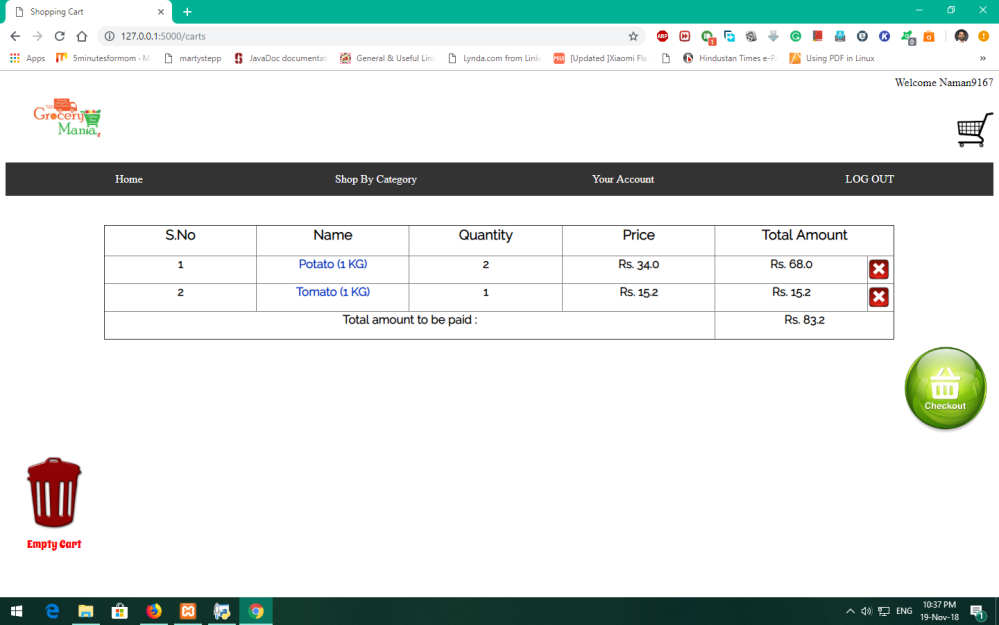 Shopping Cart
127.0.0.1:5000/carts
Apps 5minutesformom - M martystepp JavaDoc documentat General & Useful Lin Lynda.com from Link [Updated ]Xiaomi Fla Hindustan Times e-P Using PDF in Linux »
Welcome Naman9167
Grocery
Mania
Home Shop By Category Your Account LOG OUT
S.No Name Quantity Price Total Amount
1 Potato (1 KG) 2 Rs. 34.0 Rs. 68.0
2 Tomato (1 KG) 1 Rs. 15.2 Rs. 15.2
Total amount to be paid : Rs. 83.2
Checkout
Empty Cart
ENG
10:37 PM
19-Nov-18
1